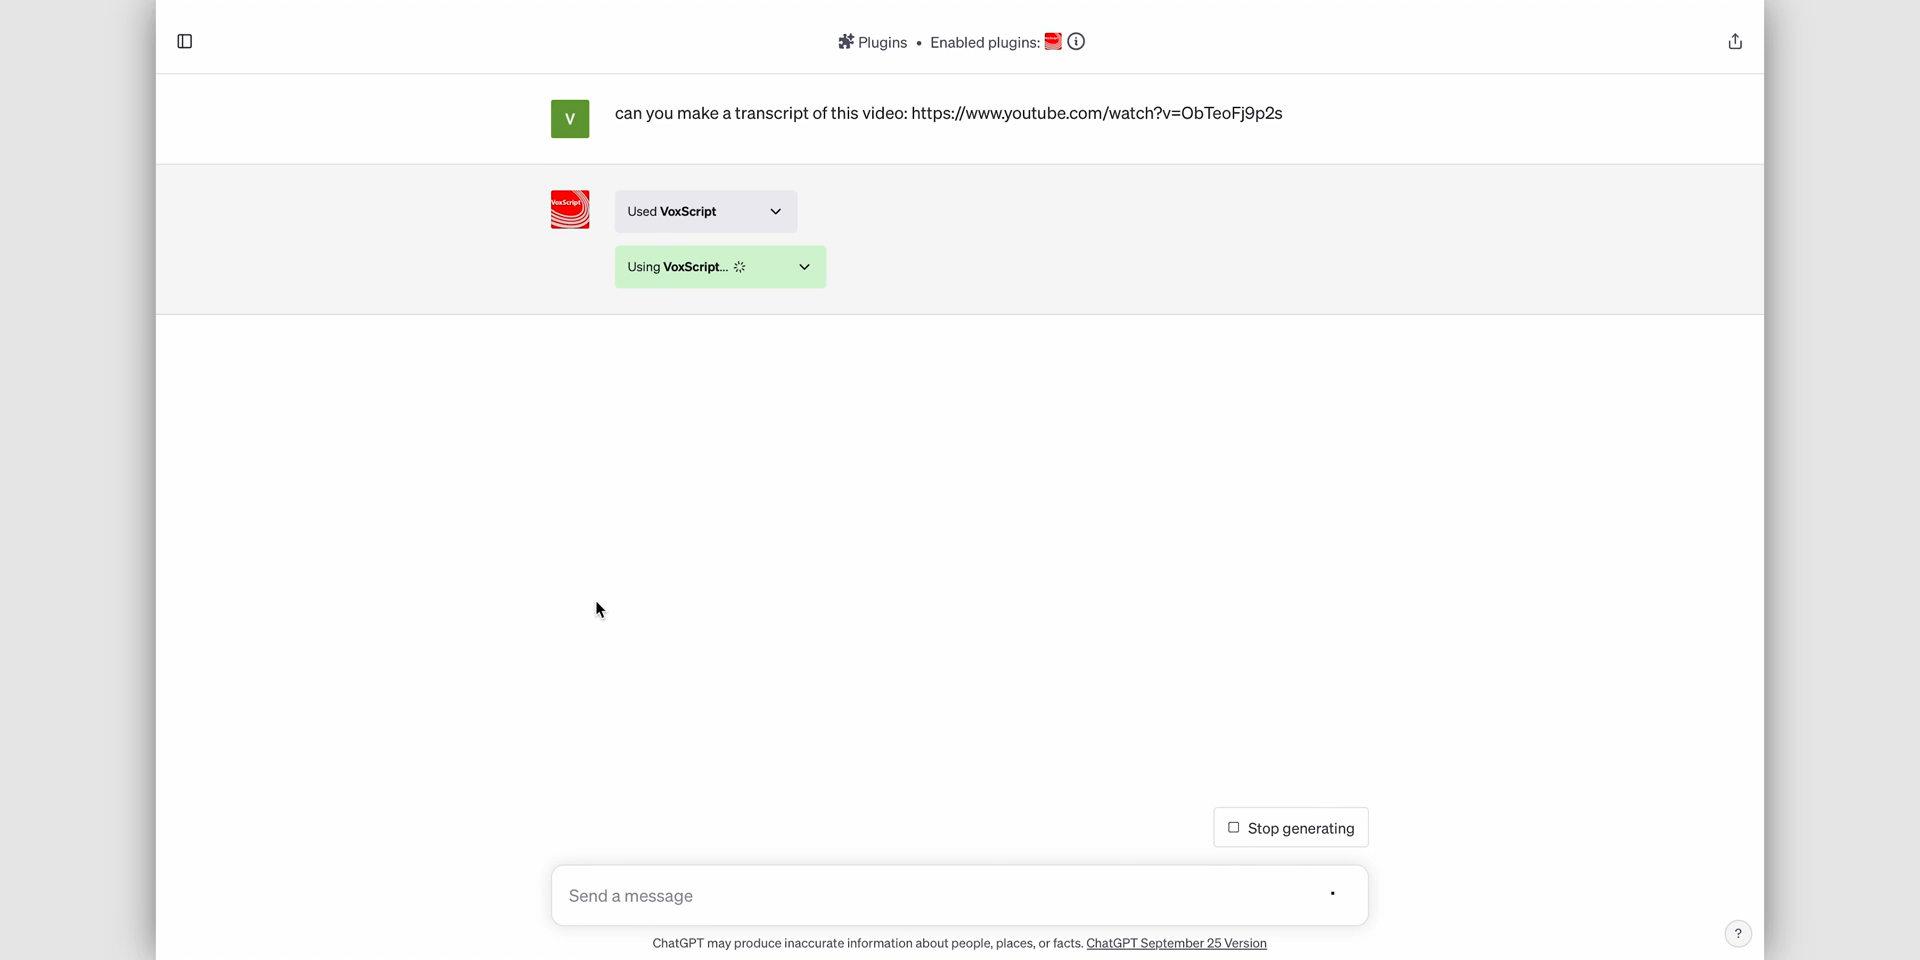 Plugins • Enabled plugins:
V
can you make a transcript of this video: https://www.youtube.com/watch?v=ObTeoFj9p2s
VoxScript
Used VoxScript
Using VoxScript...
Stop generating
Send a message
ChatGPT may produce inaccurate information about people, places, or facts. ChatGPT September 25 Version
?